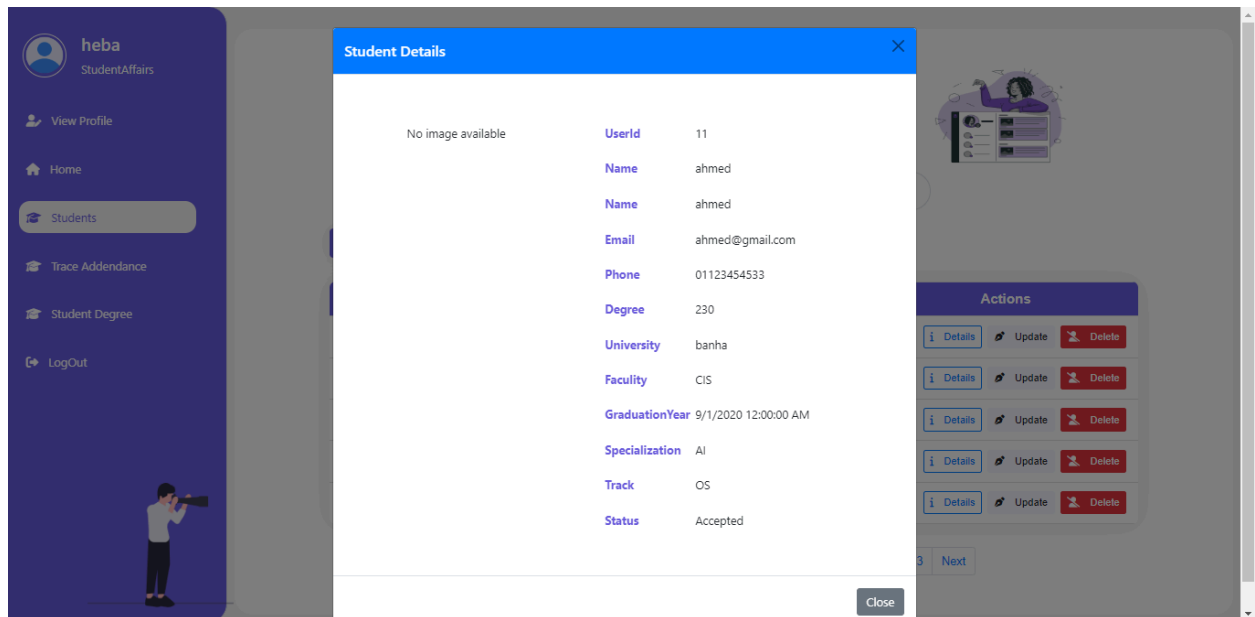 heba
StudentAffairs
View Profile
Home
Students
Trace Addendance
Student Degree
LogOut
Student Details
No image available
UserId 11
Name ahmed
Name ahmed
Email ahmed@gmail.com
Phone 01123454533
Degree 230
University banha
Faculity CIS
GraduationYear 9/1/2020 12:00:00 AM
Specialization AI
Track OS
Status Accepted
Close
Actions
Details Update Delete
Details Update Delete
Details Update Delete
Details Update Delete
Details Update Delete
3 Next